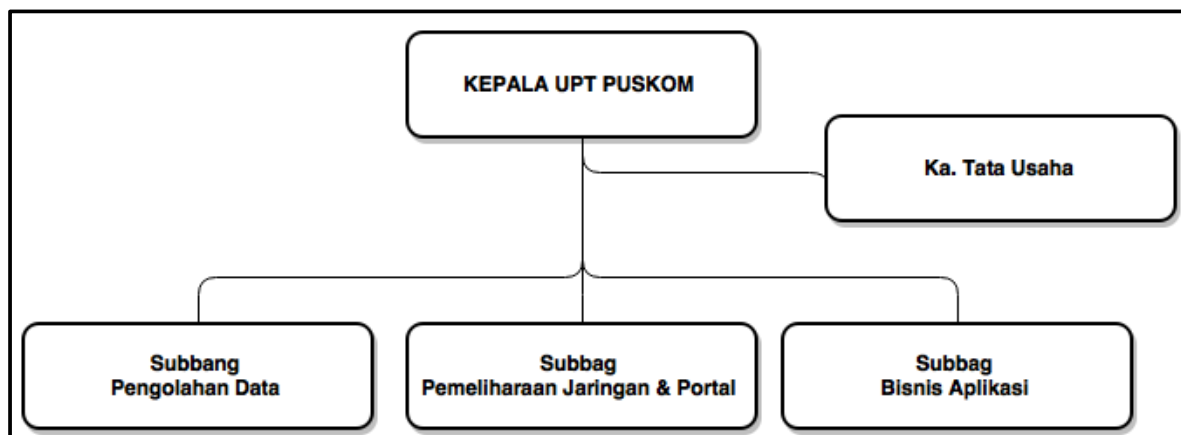 KEPALA UPT PUSKOM
Ka. Tata Usaha
Subbang
Pengolahan Data
Subbag
Pemeliharaan Jaringan & Portal
Subbag
Bisnis Aplikasi